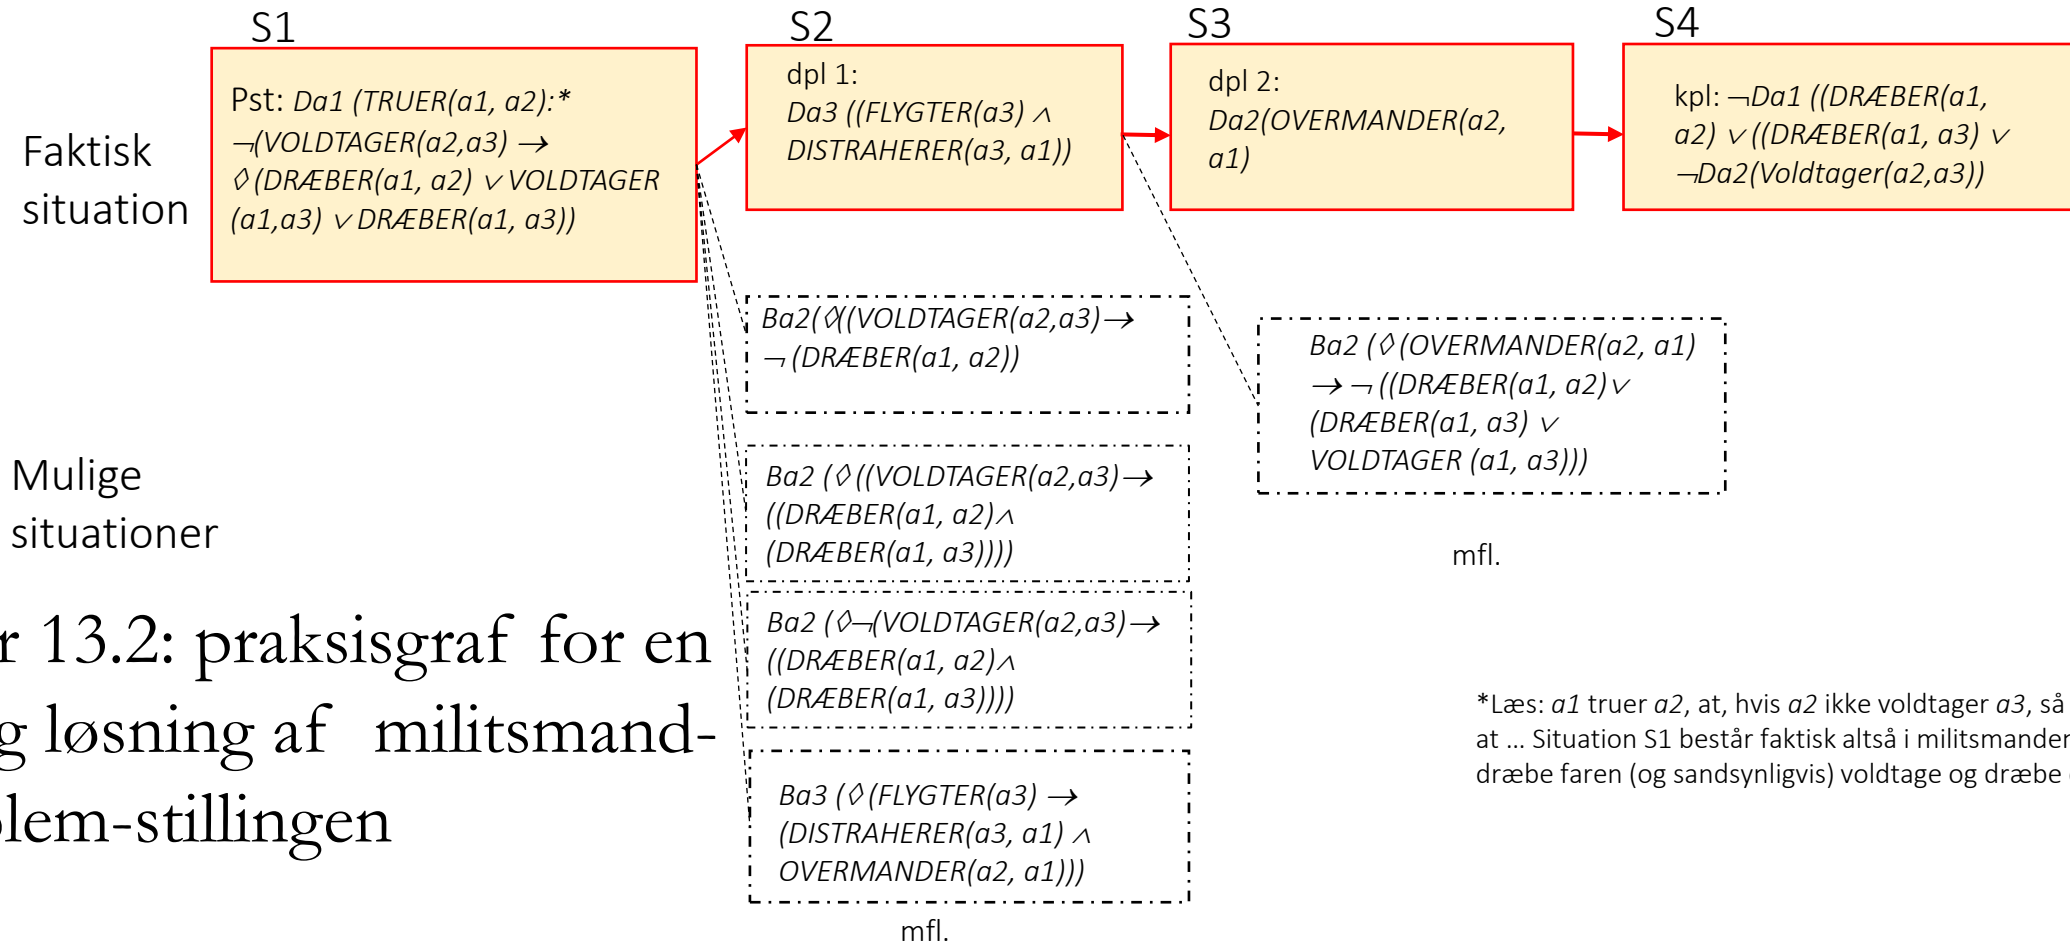 S1
S2
S3
S4
Faktisk
situation
Pst: Da1 (TRUER(a1, a2):*
¬(VOLDTAGER(a2,a3) →
◊ (DRÆBER(a1, a2) ∨ VOLDTAGER
(a1,a3) ∨ DRÆBER(a1, a3))
dpl 1:
Da3 ((FLYGTER(a3) ∧
DISTRAHERER(a3, a1))
dpl 2:
Da2(OVERMANDER(a2,
a1)
kpl: ¬Da1 ((DRÆBER(a1,
a2) ∨ ((DRÆBER(a1, a3) ∨
¬Da2(Voldtager(a2,a3))
Mulige
situationer
Ba2(◊((VOLDTAGER(a2,a3)→
¬ (DRÆBER(a1, a2))
Ba2 (◊ ((VOLDTAGER(a2,a3)→
((DRÆBER(a1, a2)∧
(DRÆBER(a1, a3))))
Ba2 (◊¬(VOLDTAGER(a2,a3)→
((DRÆBER(a1, a2)∧
(DRÆBER(a1, a3))))
Ba3 (◊ (FLYGTER(a3) →
(DISTRAHERER(a3, a1) ∧
OVERMANDER(a2, a1)))
mfl.
Ba2 (◊ (OVERMANDER(a2, a1)
→ ¬ ((DRÆBER(a1, a2)∨
(DRÆBER(a1, a3) ∨
VOLDTAGER (a1, a3)))
mfl.
r 13.2: praksisgraf for en
g løsning af militsmand-
blem-stillingen
*Læs: a1 truer a2, at, hvis a2 ikke voldtager a3, så
at ... Situation S1 består faktisk altså i militsmanden
dræbe faren (og sandsynligvis) voldtage og dræbe